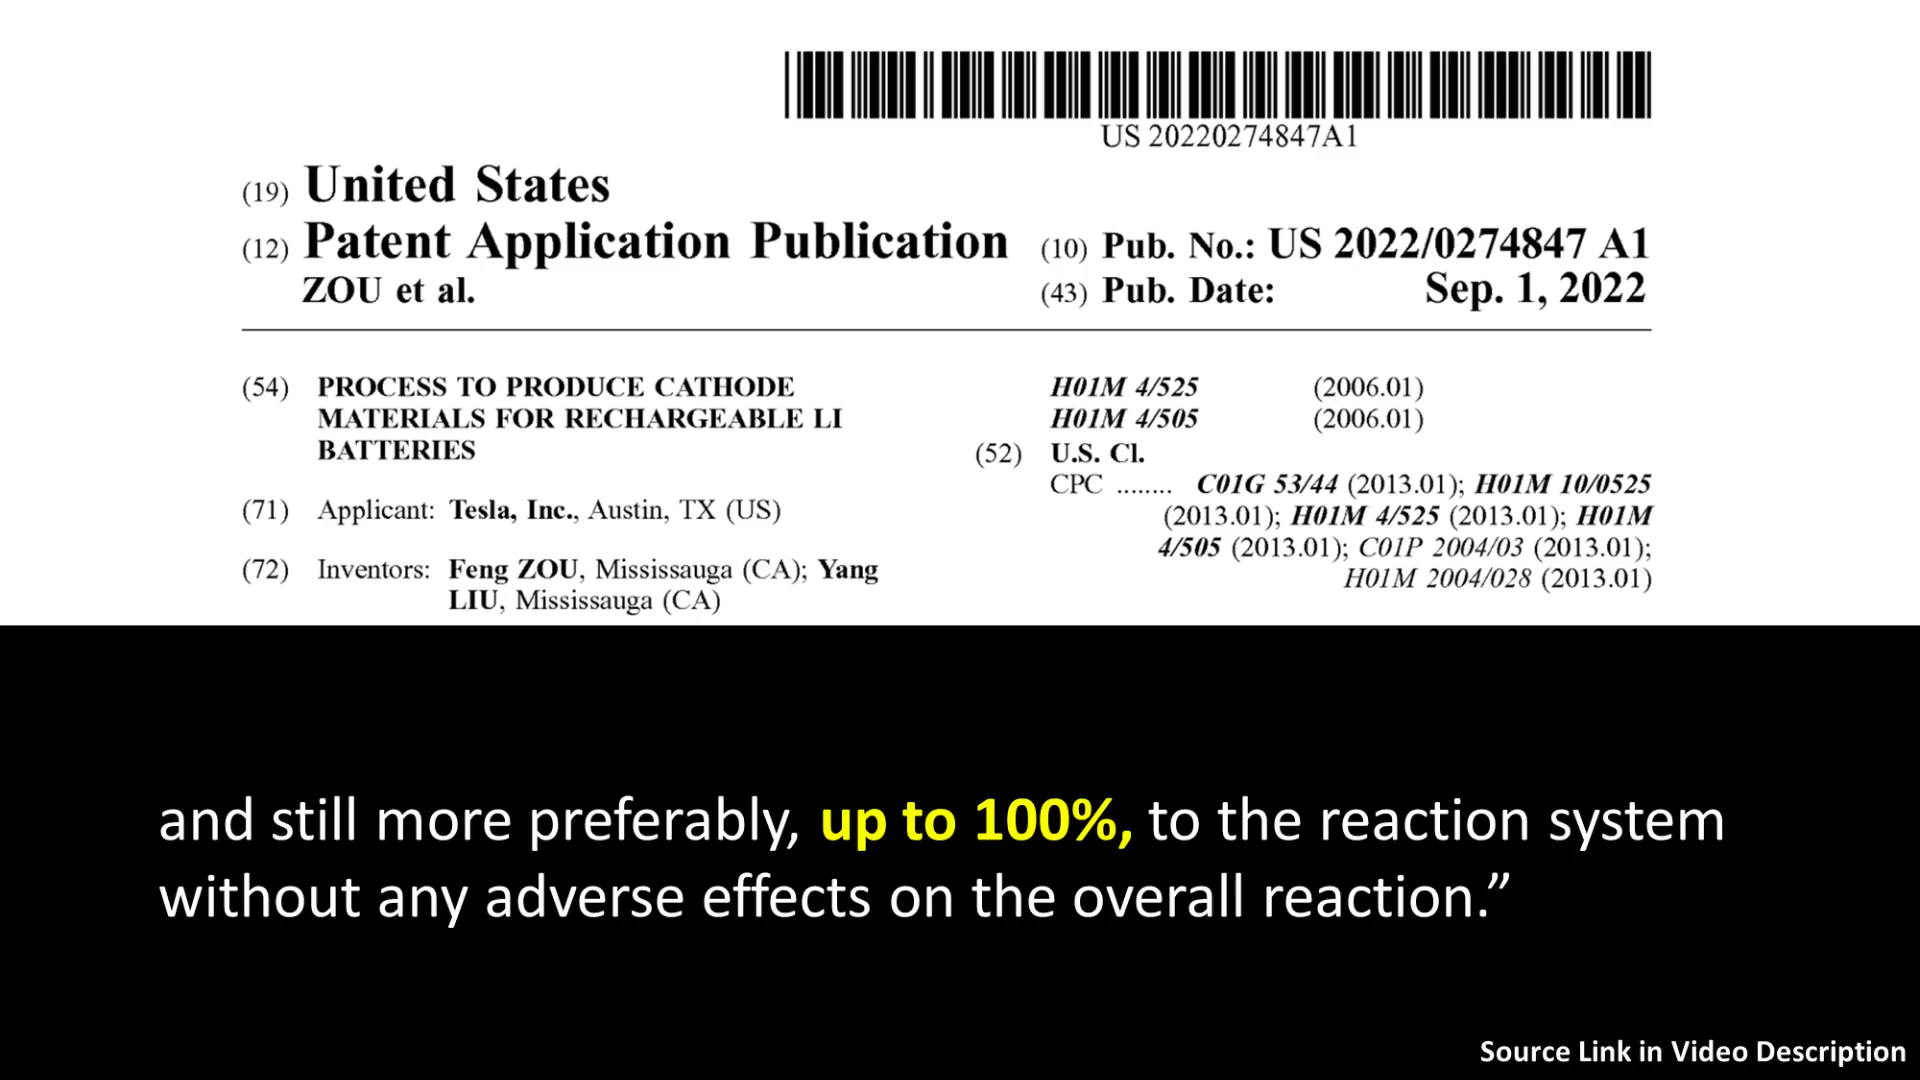 US 20220274847A1
(19) United States
(12) Patent Application Publication
ZOU et al.
(10) Pub. No.: US 2022/0274847 A1
(43) Pub. Date: Sep. 1, 2022
(54) PROCESS TO PRODUCE CATHODE
MATERIALS FOR RECHARGEABLE LI
BATTERIES
(71) Applicant: Tesla, Inc., Austin, TX (US)
(72) Inventors: Feng ZOU, Mississauga (CA); Yang
LIU, Mississauga (CA)
H01M 4/525 (2006.01)
H01M 4/505 (2006.01)
(52) U.S. Cl.
CPC ........ C01G 53/44 (2013.01); H01M 10/0525
(2013.01); H01M 4/525 (2013.01); H01M
4/505 (2013.01); C01P 2004/03 (2013.01);
H01M 2004/028 (2013.01)
and still more preferably, up to 100%, to the reaction system
without any adverse effects on the overall reaction.”
Source Link in Video Description